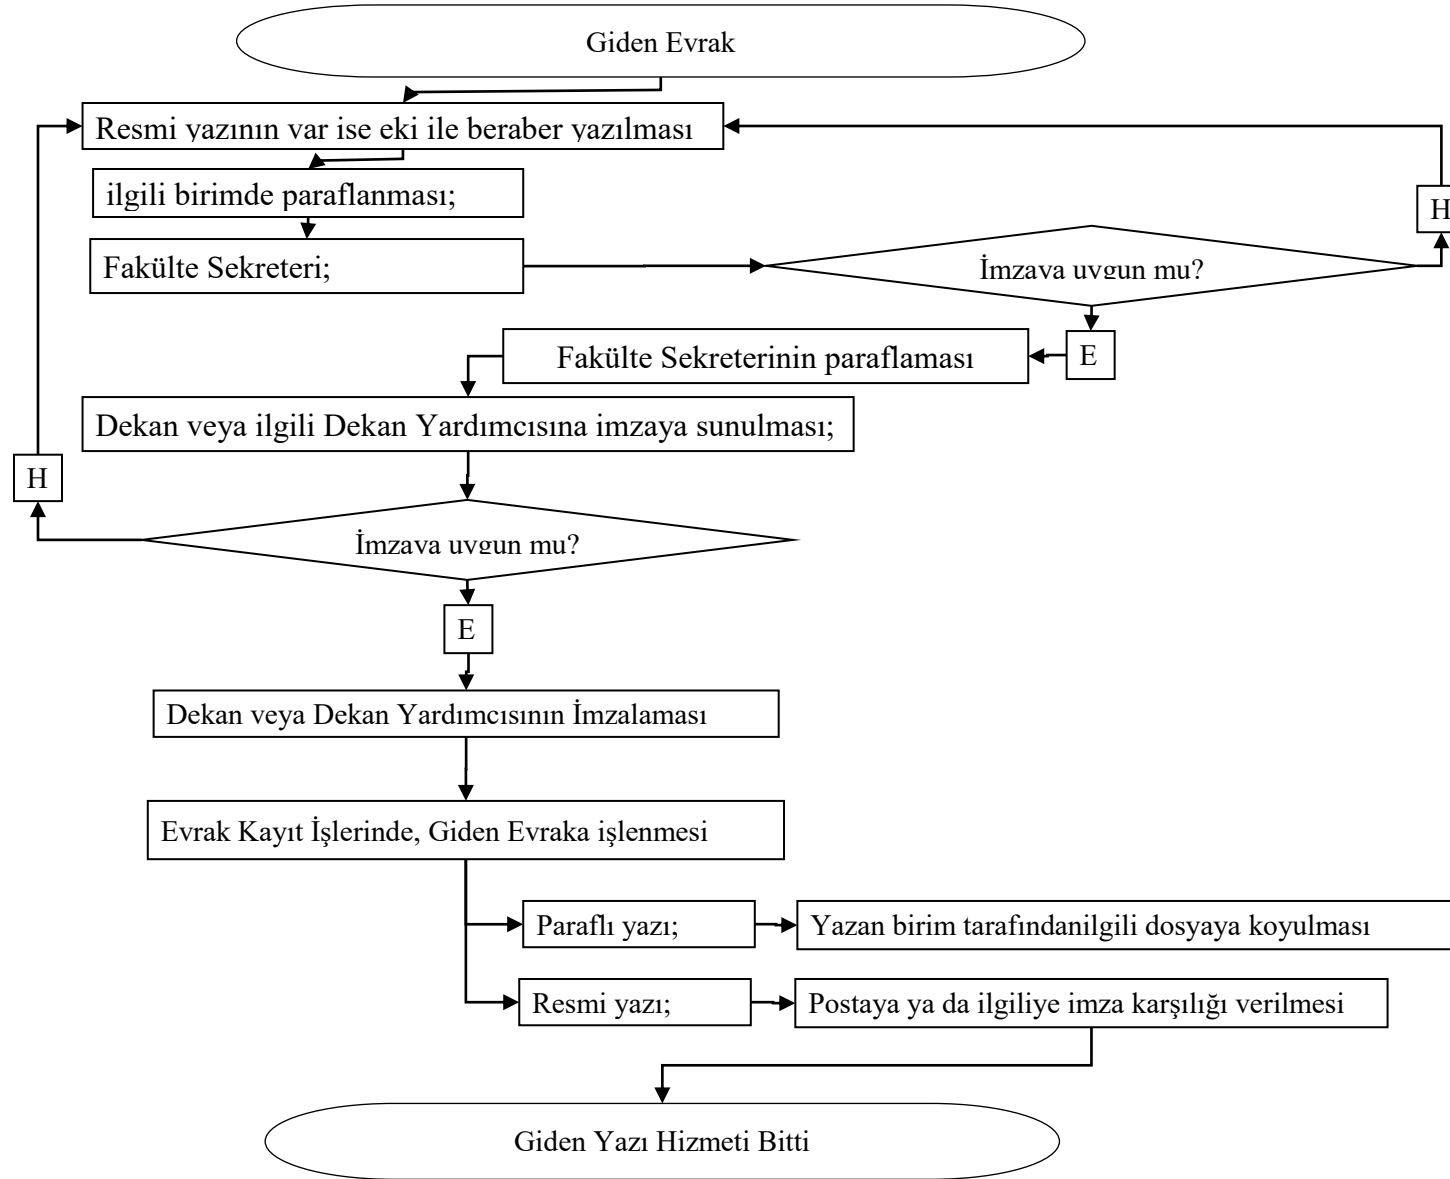 Giden Evrak
Resmi yazının var ise eki ile beraber yazılması
ilgili birimde paraflanması;
H
Fakülte Sekreteri;
İmzaya uygun mu?
Fakülte Sekreterinin paraflaması
E
Dekan veya ilgili Dekan Yardımcısına imzaya sunulması;
H
İmzaya uygun mu?
E
Dekan veya Dekan Yardımcısının İmzalaması
Evrak Kayıt İşlerinde, Giden Evraka işlenmesi
Paraflı yazı;
Yazan birim tarafındanilgili dosyaya koyulması
Resmi yazı;
Postaya ya da ilgiliye imza karşılığı verilmesi
Giden Yazı Hizmeti Bitti